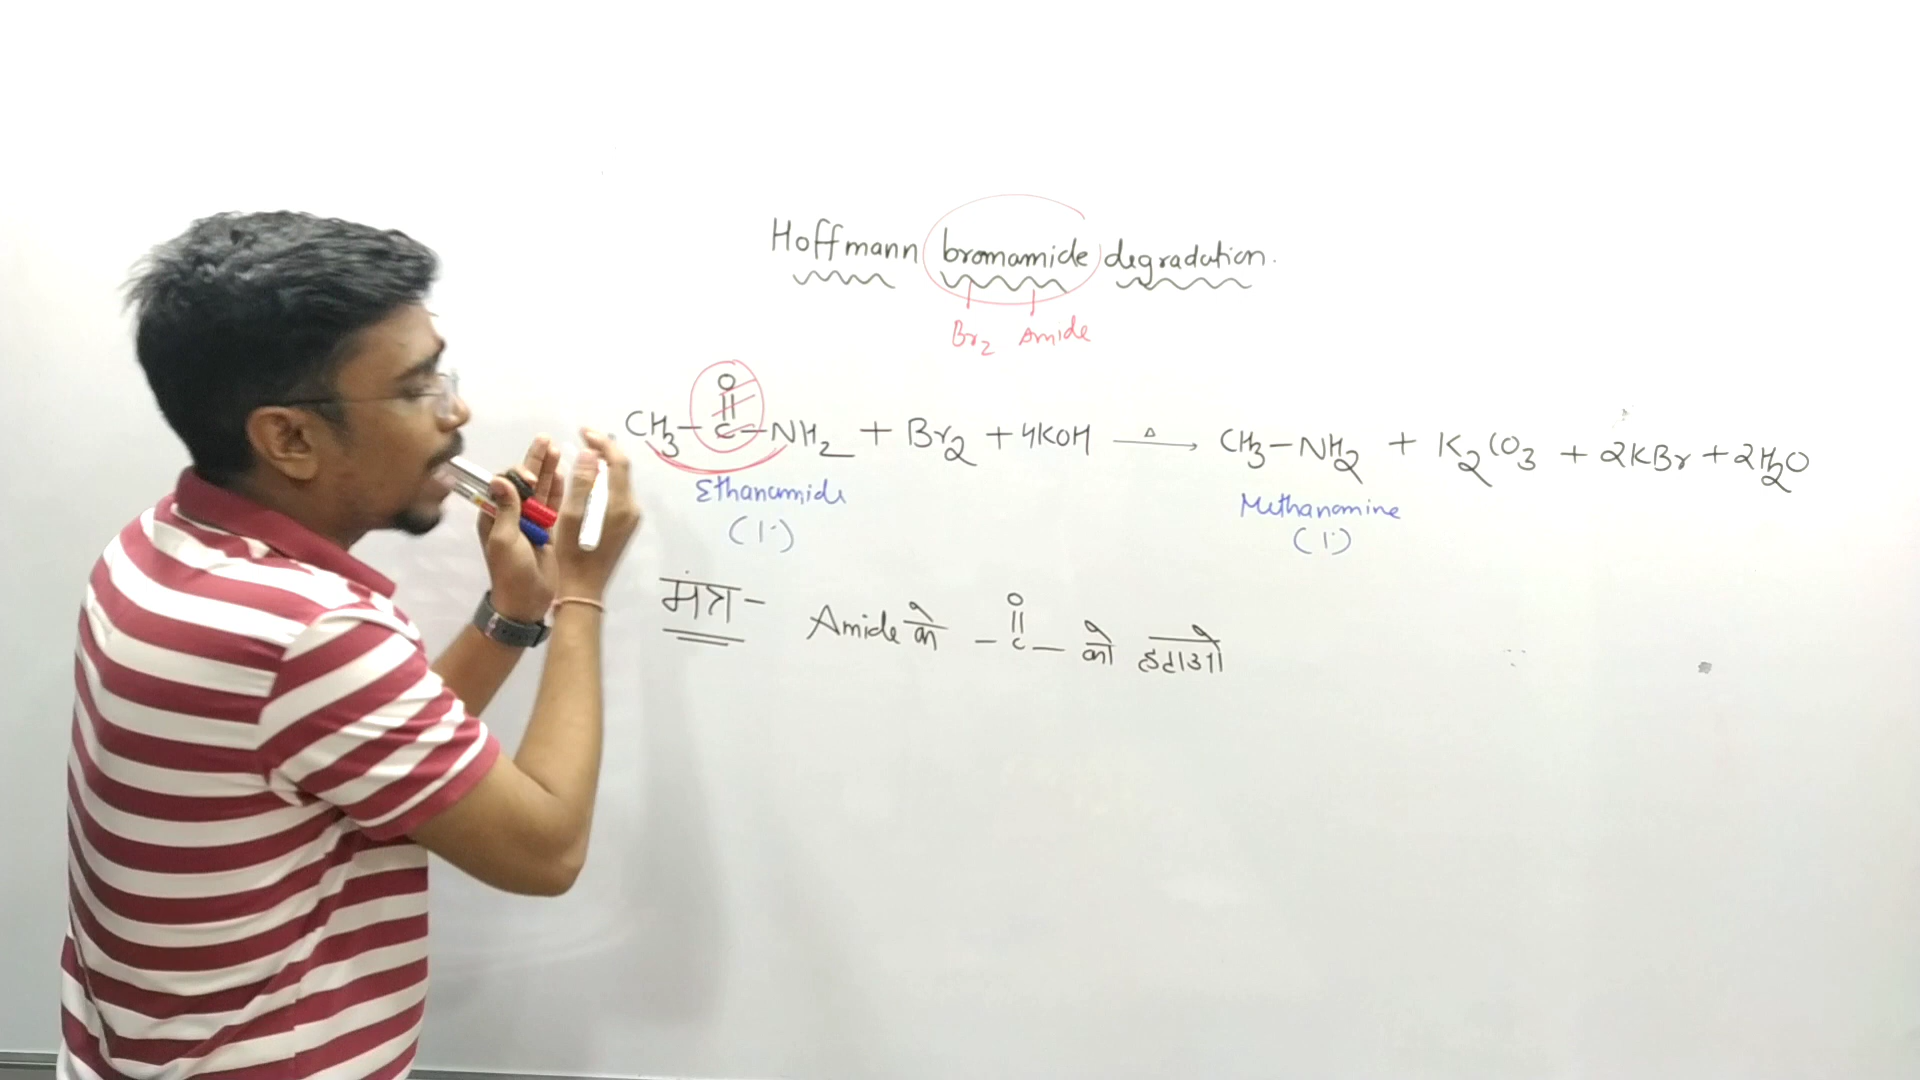 Hoffmann bromamide degradation.
Br₂ Amide
O
||
CH₃-C-NH₂ + Br₂ + 4KOH —Δ→ CH₃-NH₂ + K₂CO₃ + 2KBr + 2H₂O
Ethanamide Methanamine
(1°) (1°)
मंत्र- Amide के -C- को हटाओ
O
||